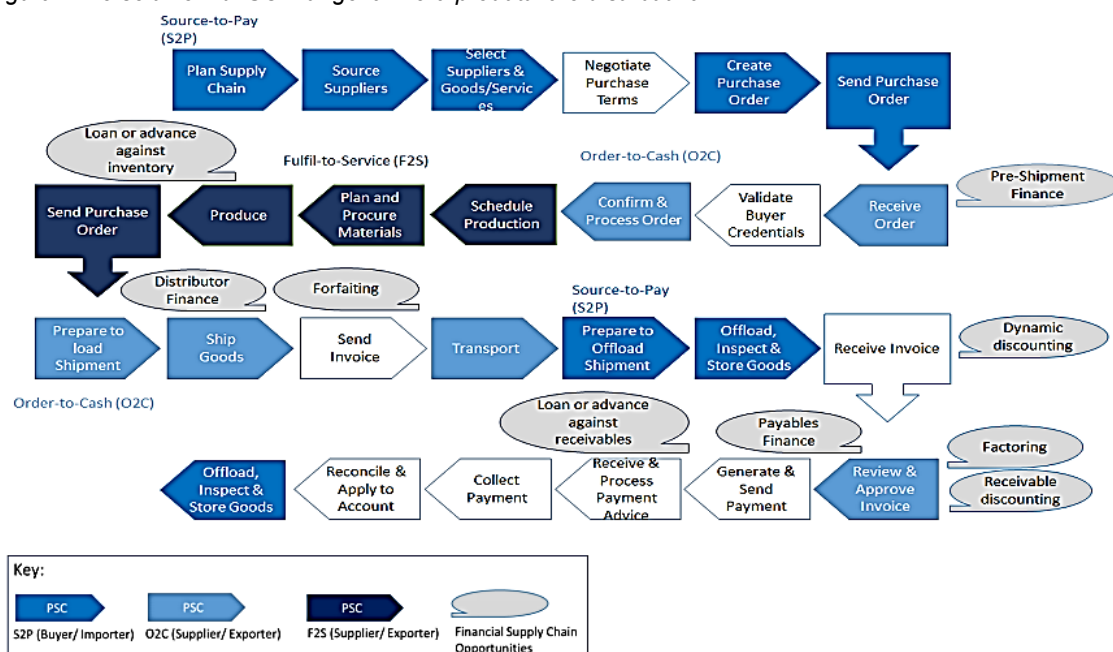 Source-to-Pay
(S2P)
Plan Supply
Chain
Source
Suppliers
Select
Suppliers &
Goods/Servic
es
Negotiate
Purchase
Terms
Create
Purchase
Order
Send Purchase
Order
Loan or advance
against
inventory
Fulfil-to-Service (F2S)
Order-to-Cash (O2C)
Pre-Shipment
Finance
Send Purchase
Order
Produce
Plan and
Procure
Materials
Schedule
Production
Confirm &
Process Order
Validate
Buyer
Credentials
Receive
Order
Distributor
Finance
Forfaiting
Source-to-Pay
(S2P)
Prepare to
load
Shipment
Ship
Goods
Send
Invoice
Transport
Prepare to
Offload
Shipment
Offload,
Inspect &
Store Goods
Receive Invoice
Dynamic
discounting
Order-to-Cash (O2C)
Loan or advance
against
receivables
Payables
Finance
Factoring
Receivable
discounting
Offload,
Inspect &
Store Goods
Reconcile &
Apply to
Account
Collect
Payment
Receive &
Process
Payment
Advice
Generate &
Send
Payment
Review &
Approve
Invoice
Key:
PSC
S2P (Buyer/ Importer)
PSC
O2C (Supplier/ Exporter)
PSC
F2S (Supplier/ Exporter)
Financial Supply Chain
Opportunities